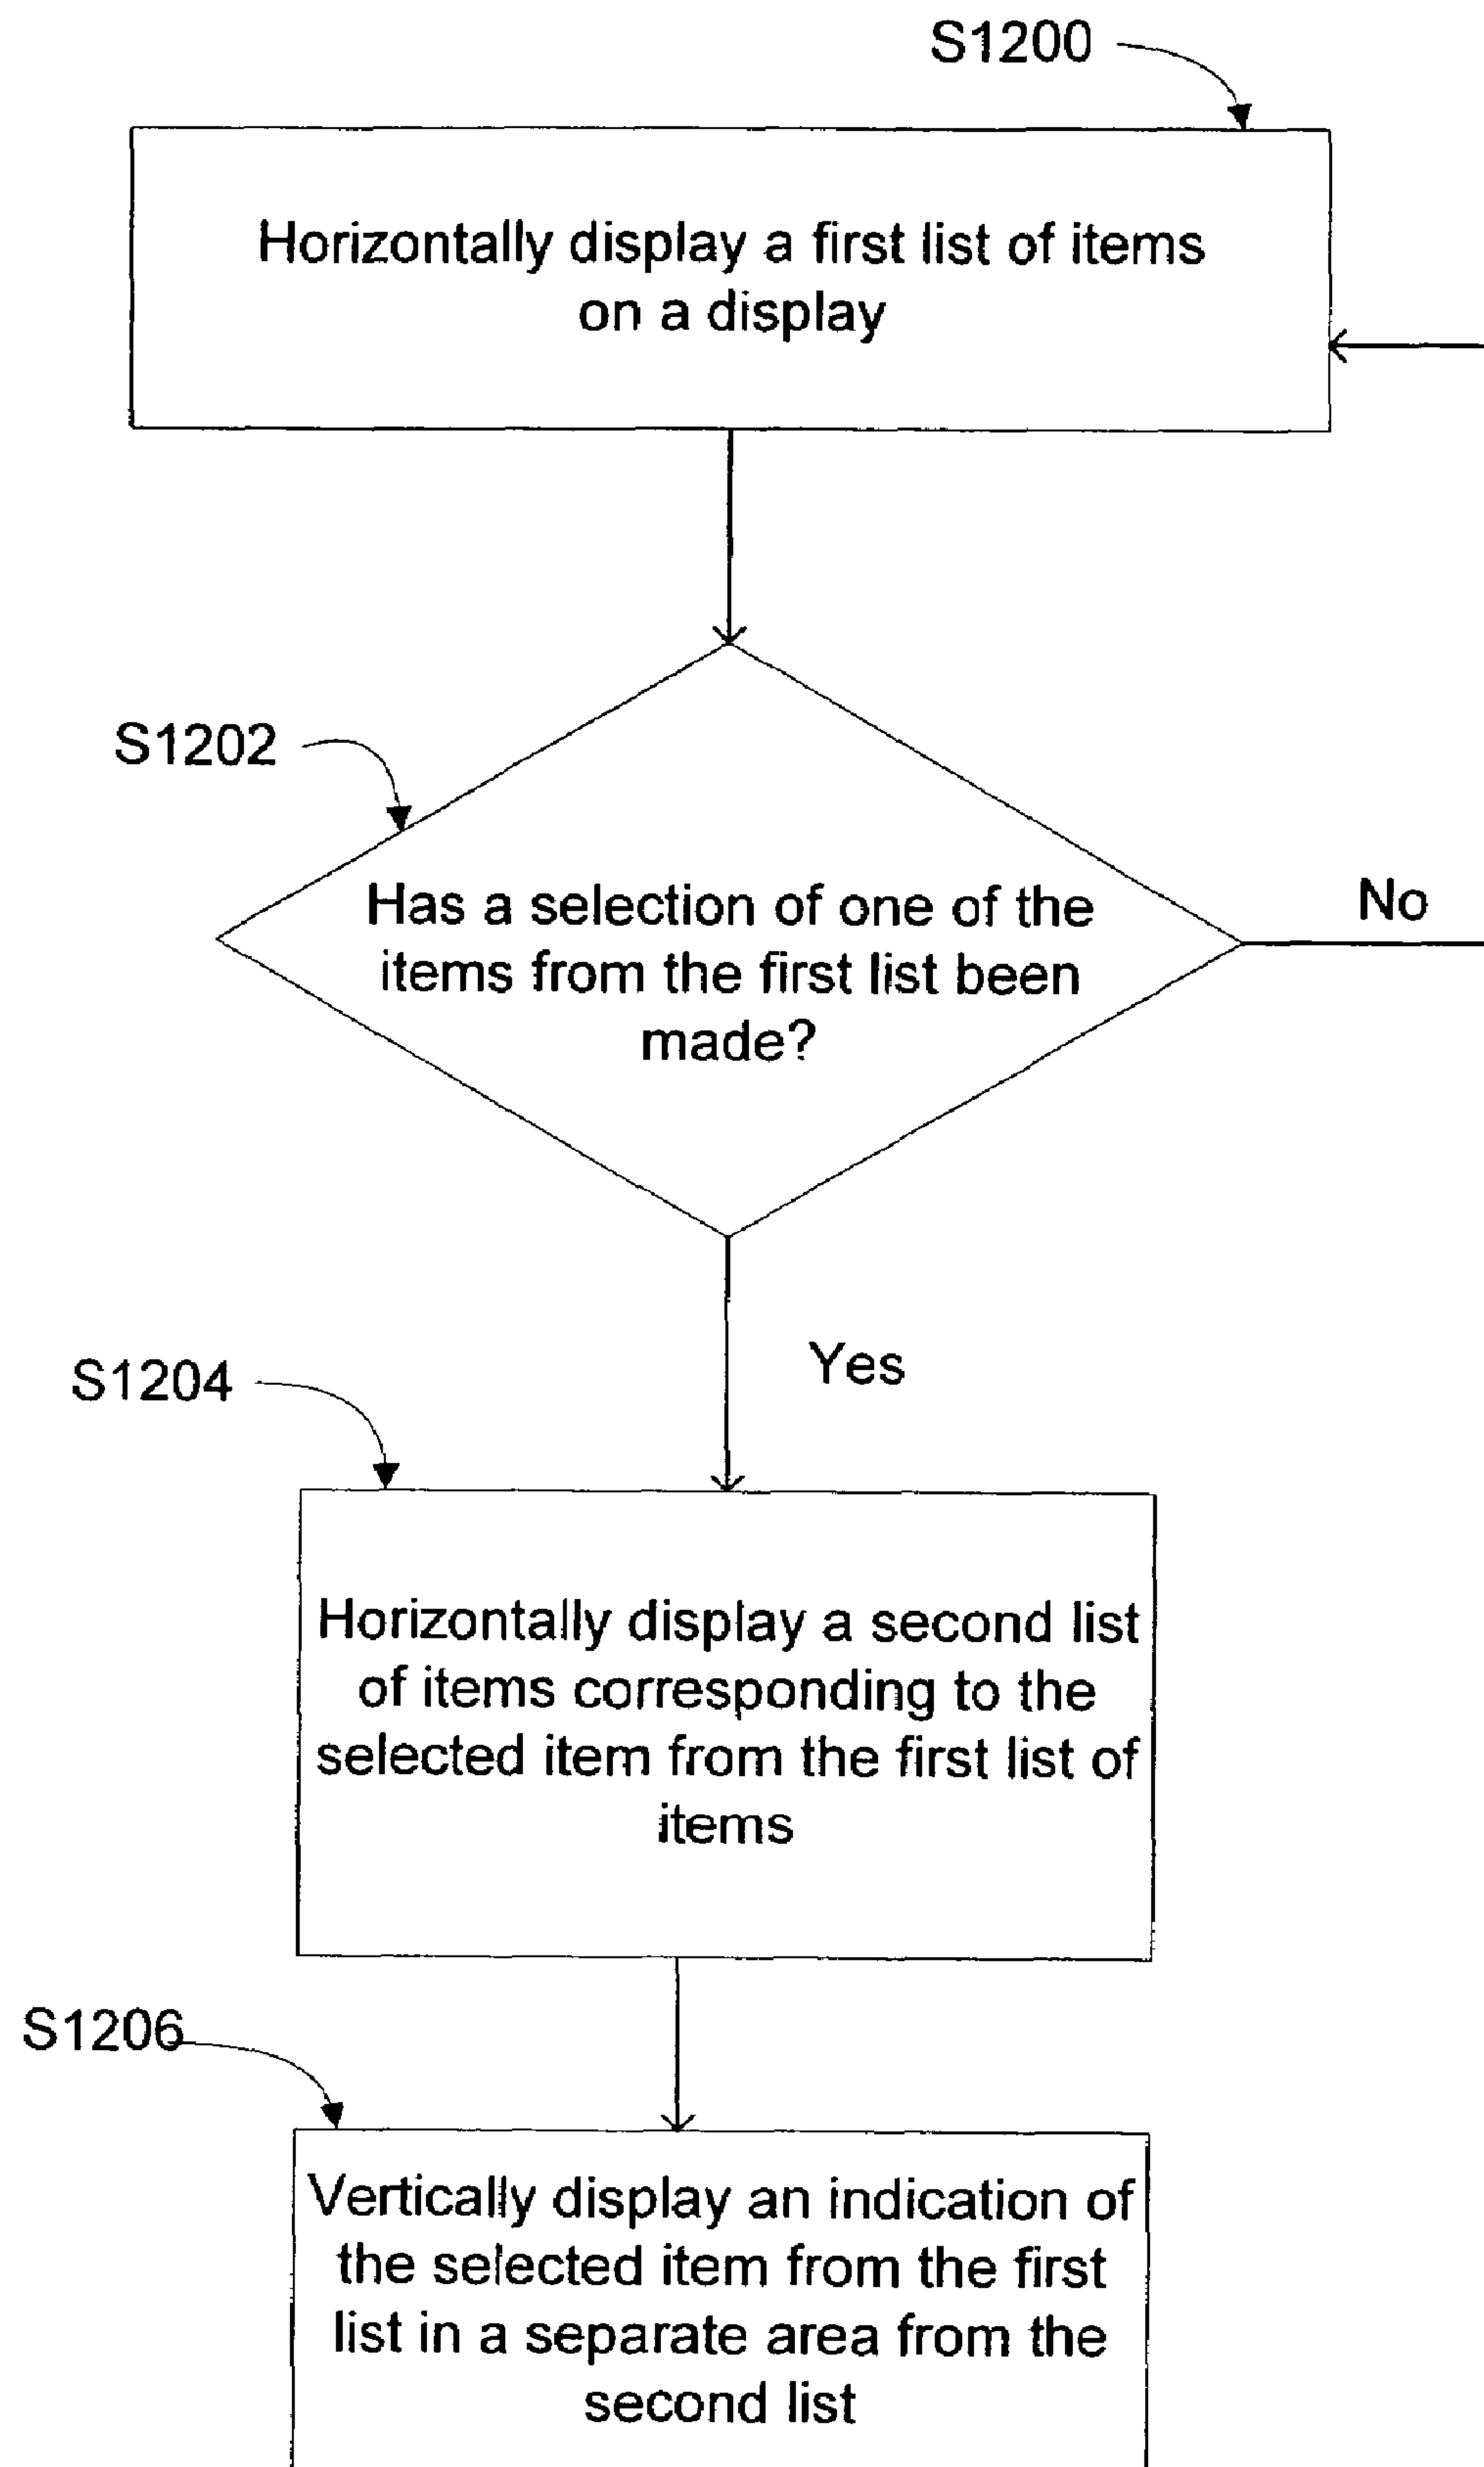 S1200
Horizontally display a first list of items
on a display
S1202
Has a selection of one of the
items from the first list been
made?
No
Yes
S1204
Horizontally display a second list
of items corresponding to the
selected item from the first list of
items
S1206
Vertically display an indication of
the selected item from the first
list in a separate area from the
second list